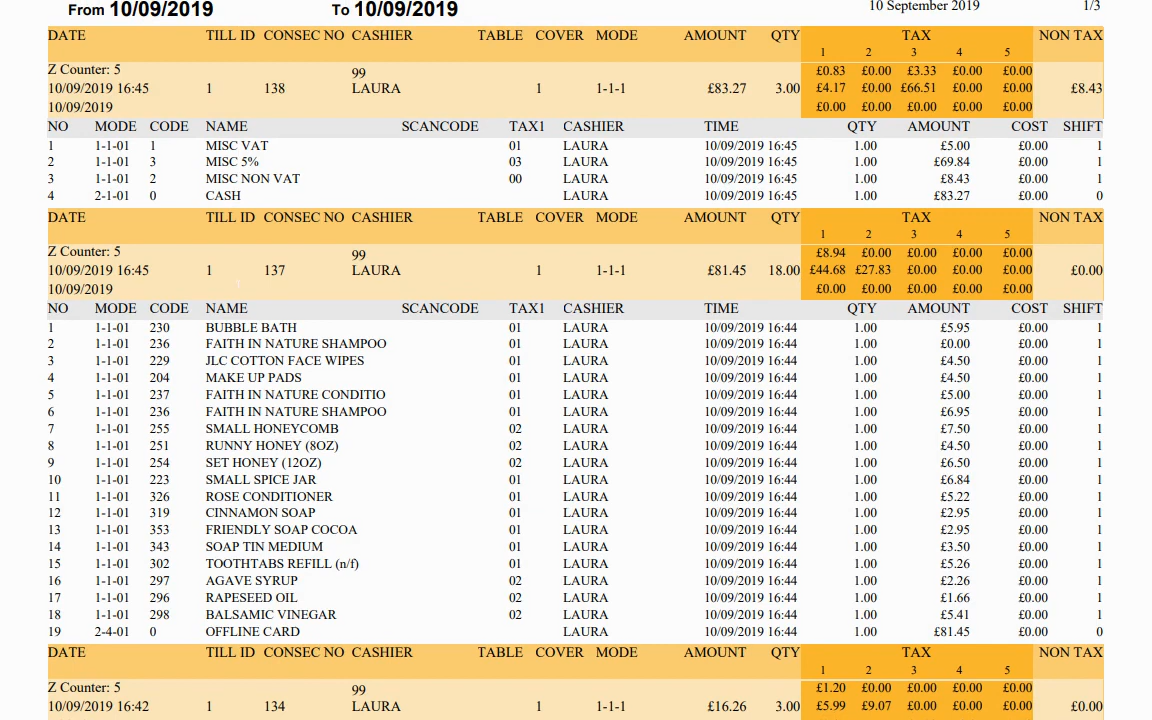 From 10/09/2019 To 10/09/2019 10 September 2019 1/3
DATE TILL ID CONSEC NO CASHIER TABLE COVER MODE AMOUNT QTY TAX NON TAX
1 2 3 4 5
Z Counter: 5 99 £0.83 £0.00 £3.33 £0.00 £0.00
10/09/2019 16:45 1 138 LAURA 1 1-1-1 £83.27 3.00 £4.17 £0.00 £66.51 £0.00 £0.00 £8.43
10/09/2019 £0.00 £0.00 £0.00 £0.00 £0.00
NO MODE CODE NAME SCANCODE TAX1 CASHIER TIME QTY AMOUNT COST SHIFT
1 1-1-01 1 MISC VAT 01 LAURA 10/09/2019 16:45 1.00 £5.00 £0.00 1
2 1-1-01 3 MISC 5% 03 LAURA 10/09/2019 16:45 1.00 £69.84 £0.00 1
3 1-1-01 2 MISC NON VAT 00 LAURA 10/09/2019 16:45 1.00 £8.43 £0.00 1
4 2-1-01 0 CASH LAURA 10/09/2019 16:45 1.00 £83.27 £0.00 0
DATE TILL ID CONSEC NO CASHIER TABLE COVER MODE AMOUNT QTY TAX NON TAX
1 2 3 4 5
Z Counter: 5 99 £8.94 £0.00 £0.00 £0.00 £0.00
10/09/2019 16:45 1 137 LAURA 1 1-1-1 £81.45 18.00 £44.68 £27.83 £0.00 £0.00 £0.00 £0.00
10/09/2019 £0.00 £0.00 £0.00 £0.00 £0.00
NO MODE CODE NAME SCANCODE TAX1 CASHIER TIME QTY AMOUNT COST SHIFT
1 1-1-01 230 BUBBLE BATH 01 LAURA 10/09/2019 16:44 1.00 £5.95 £0.00 1
2 1-1-01 236 FAITH IN NATURE SHAMPOO 01 LAURA 10/09/2019 16:44 1.00 £0.00 £0.00 1
3 1-1-01 229 JLC COTTON FACE WIPES 01 LAURA 10/09/2019 16:44 1.00 £4.50 £0.00 1
4 1-1-01 204 MAKE UP PADS 01 LAURA 10/09/2019 16:44 1.00 £4.50 £0.00 1
5 1-1-01 237 FAITH IN NATURE CONDITIO 01 LAURA 10/09/2019 16:44 1.00 £5.00 £0.00 1
6 1-1-01 236 FAITH IN NATURE SHAMPOO 01 LAURA 10/09/2019 16:44 1.00 £6.95 £0.00 1
7 1-1-01 255 SMALL HONEYCOMB 02 LAURA 10/09/2019 16:44 1.00 £7.50 £0.00 1
8 1-1-01 251 RUNNY HONEY (8OZ) 02 LAURA 10/09/2019 16:44 1.00 £4.50 £0.00 1
9 1-1-01 254 SET HONEY (12OZ) 02 LAURA 10/09/2019 16:44 1.00 £6.50 £0.00 1
10 1-1-01 223 SMALL SPICE JAR 01 LAURA 10/09/2019 16:44 1.00 £6.84 £0.00 1
11 1-1-01 326 ROSE CONDITIONER 01 LAURA 10/09/2019 16:44 1.00 £5.22 £0.00 1
12 1-1-01 319 CINNAMON SOAP 01 LAURA 10/09/2019 16:44 1.00 £2.95 £0.00 1
13 1-1-01 353 FRIENDLY SOAP COCOA 01 LAURA 10/09/2019 16:44 1.00 £2.95 £0.00 1
14 1-1-01 343 SOAP TIN MEDIUM 01 LAURA 10/09/2019 16:44 1.00 £3.50 £0.00 1
15 1-1-01 302 TOOTHTABS REFILL (n/f) 01 LAURA 10/09/2019 16:44 1.00 £5.26 £0.00 1
16 1-1-01 297 AGAVE SYRUP 02 LAURA 10/09/2019 16:44 1.00 £2.26 £0.00 1
17 1-1-01 296 RAPESEED OIL 02 LAURA 10/09/2019 16:44 1.00 £1.66 £0.00 1
18 1-1-01 298 BALSAMIC VINEGAR 02 LAURA 10/09/2019 16:44 1.00 £5.41 £0.00 1
19 2-4-01 0 OFFLINE CARD LAURA 10/09/2019 16:44 1.00 £81.45 £0.00 0
DATE TILL ID CONSEC NO CASHIER TABLE COVER MODE AMOUNT QTY TAX NON TAX
1 2 3 4 5
Z Counter: 5 99 £1.20 £0.00 £0.00 £0.00 £0.00
10/09/2019 16:42 1 134 LAURA 1 1-1-1 £16.26 3.00 £5.99 £9.07 £0.00 £0.00 £0.00 £0.00